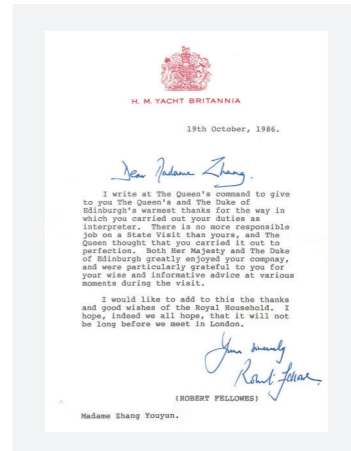 H. M. YACHT BRITANNIA
19th October, 1986.
Dear Madame Zhang.
I write at The Queen's command to give
to you The Queen's and The Duke of
Edinburgh's warmest thanks for the way in
which you carried out your duties as
interpreter. There is no more responsible
job on a State Visit than yours, and The
Queen thought that you carried it out to
perfection. Both Her Majesty and The Duke
of Edinburgh greatly enjoyed your compnay,
and were particularly grateful to you for
your wise and informative advice at various
moments during the visit.
I would like to add to this the thanks
and good wishes of the Royal Household. I
hope, indeed we all hope, that it will not
be long before we meet in London.
Yours sincerely
Robert Fellowes
(ROBERT FELLOWES)
Madame Zhang Youyun.